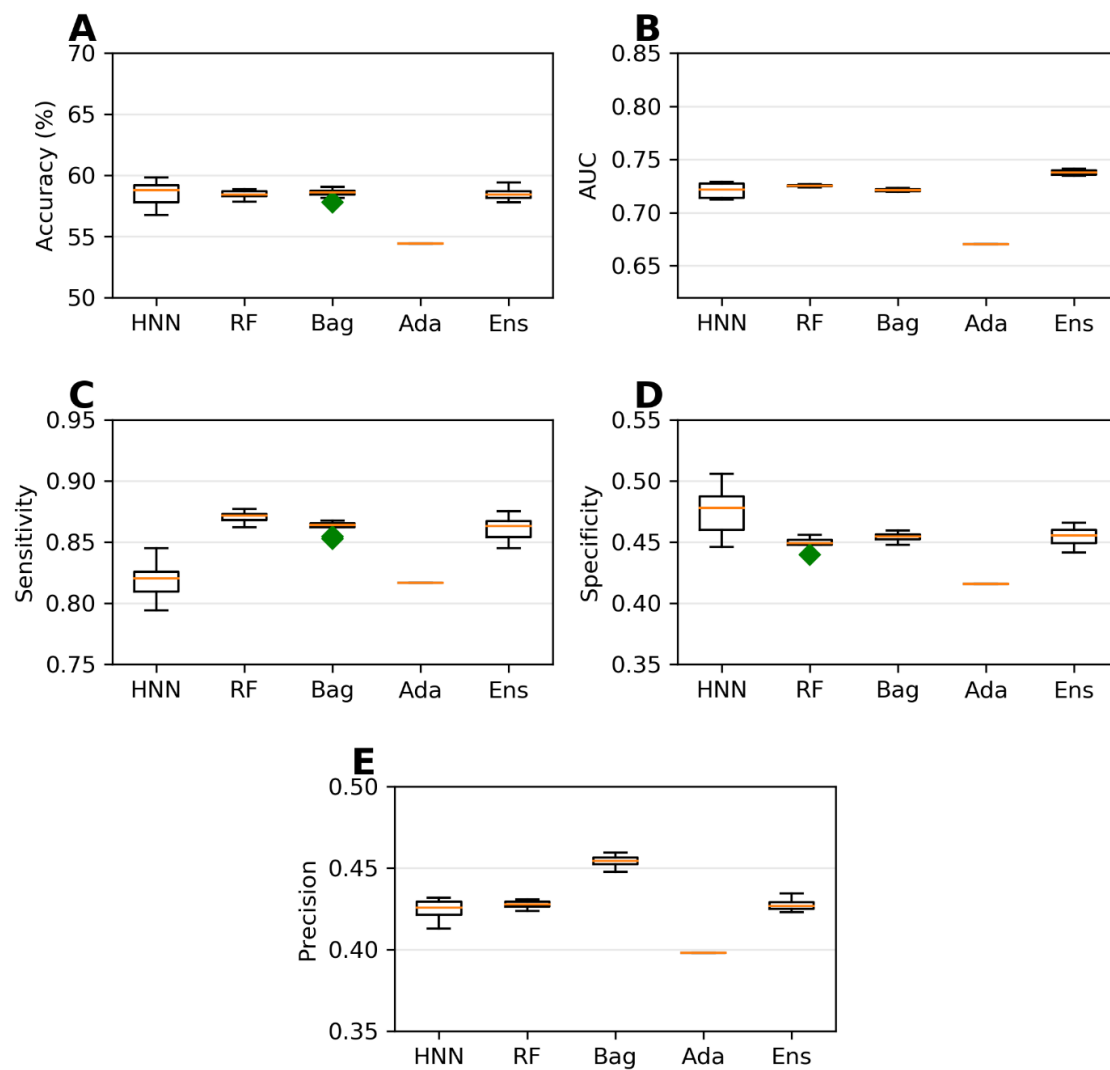 A
Accuracy (%)
70
65
60
55
50
HNN RF Bag Ada Ens
B
AUC
0.85
0.80
0.75
0.70
0.65
HNN RF Bag Ada Ens
C
Sensitivity
0.95
0.90
0.85
0.80
0.75
HNN RF Bag Ada Ens
D
Specificity
0.55
0.50
0.45
0.40
0.35
HNN RF Bag Ada Ens
E
Precision
0.50
0.45
0.40
0.35
HNN RF Bag Ada Ens